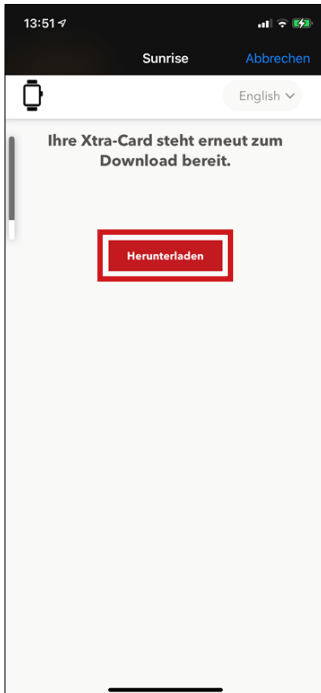 13:51
Sunrise
Abbrechen
English
Ihre Xtra-Card steht erneut zum
Download bereit.
Herunterladen